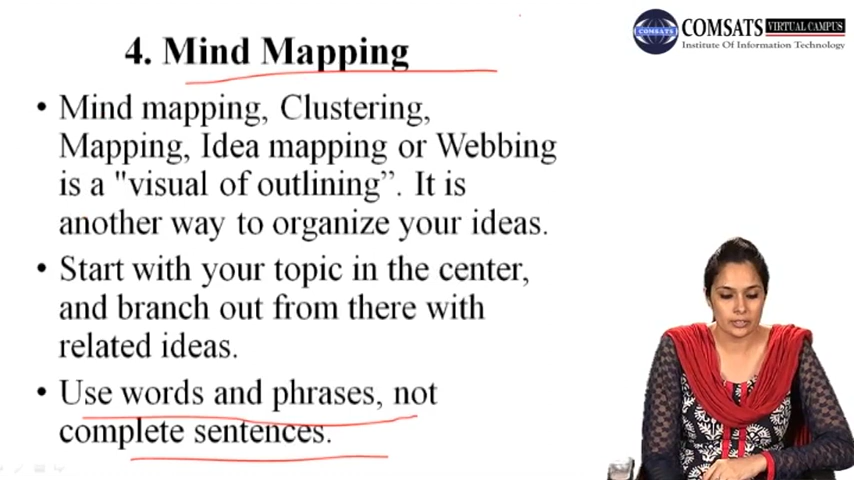 COMSATS VIRTUAL CAMPUS
Institute Of Information Technology
COMSATS
4. Mind Mapping
• Mind mapping, Clustering,
Mapping, Idea mapping or Webbing
is a "visual of outlining”. It is
another way to organize your ideas.
• Start with your topic in the center,
and branch out from there with
related ideas.
• Use words and phrases, not
complete sentences.